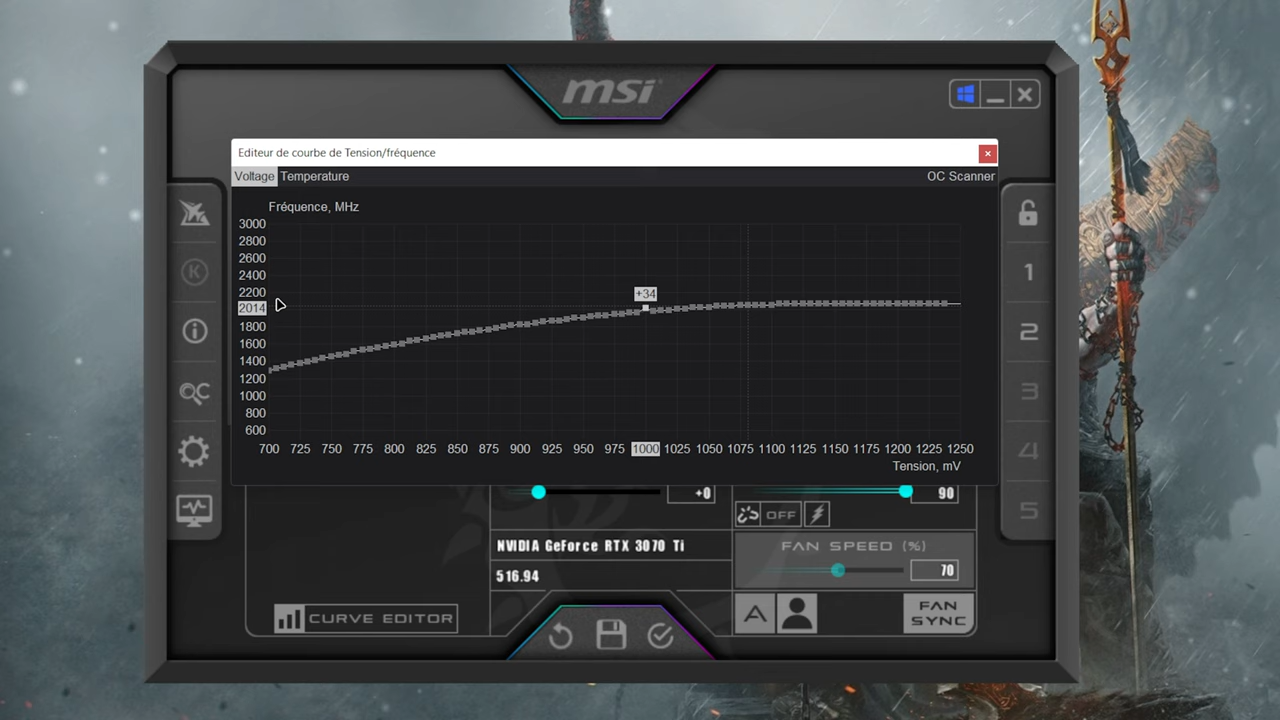 msi
Editeur de courbe de Tension/fréquence
Voltage Temperature OC Scanner
Fréquence, MHz
3000
2800
2600
2400
2200
2014
1800
1600
1400
1200
1000
800
600
+34
700 725 750 775 800 825 850 875 900 925 950 975 1000 1025 1050 1075 1100 1125 1150 1175 1200 1225 1250
Tension, mV
K
C
1
2
3
4
5
+0
90
OFF
NVIDIA GeForce RTX 3070 Ti
516.94
FAN SPEED (%)
70
CURVE EDITOR
A
FAN
SYNC